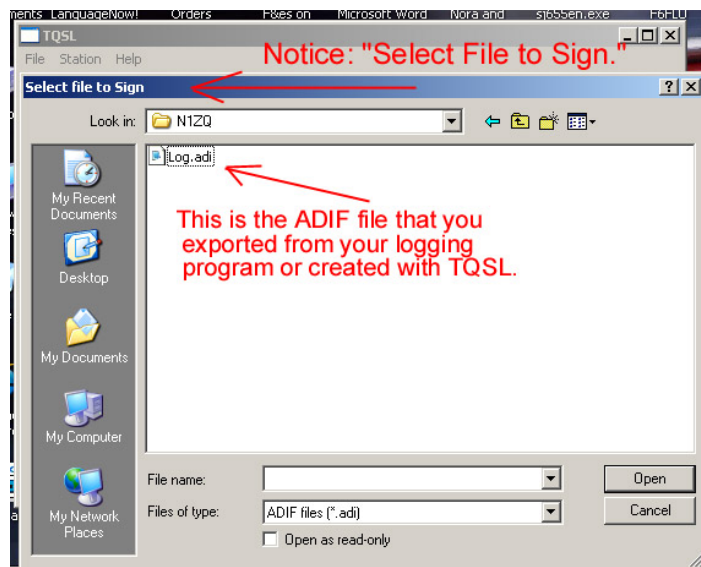 ments LanguageNow! Orders F&es on Microsoft Word Nora and sj655en.exe F6FLU
TQSL
File Station Help
Notice: "Select File to Sign."
Select file to Sign
Look in: N1ZQ
Log.adi
My Recent
Documents
This is the ADIF file that you
exported from your logging
program or created with TQSL.
Desktop
My Documents
My Computer
My Network
Places
File name:
Open
Files of type: ADIF files (*.adi)
Cancel
Open as read-only